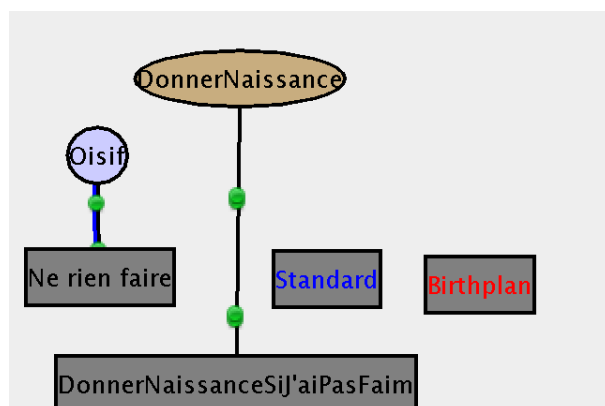 DonnerNaissance
Oisif
Ne rien faire
Standard
Birthplan
DonnerNaissanceSiJ'aiPasFaim